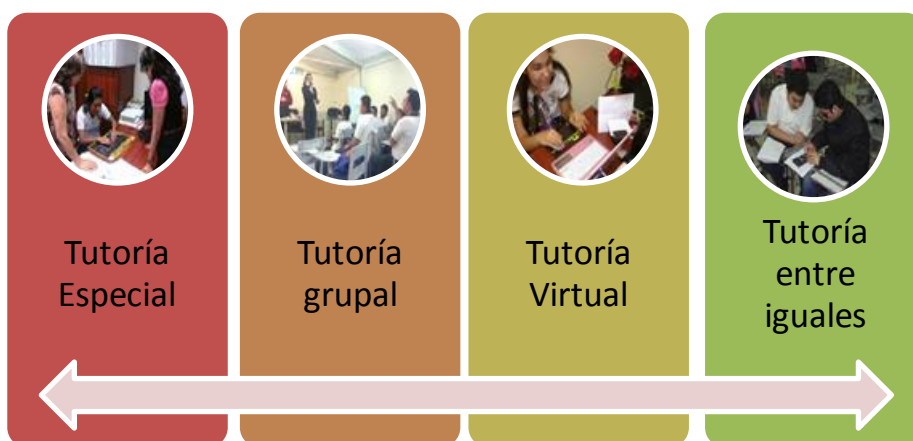 Tutoría
Especial
Tutoría
grupal
Tutoría
Virtual
Tutoría
entre
iguales